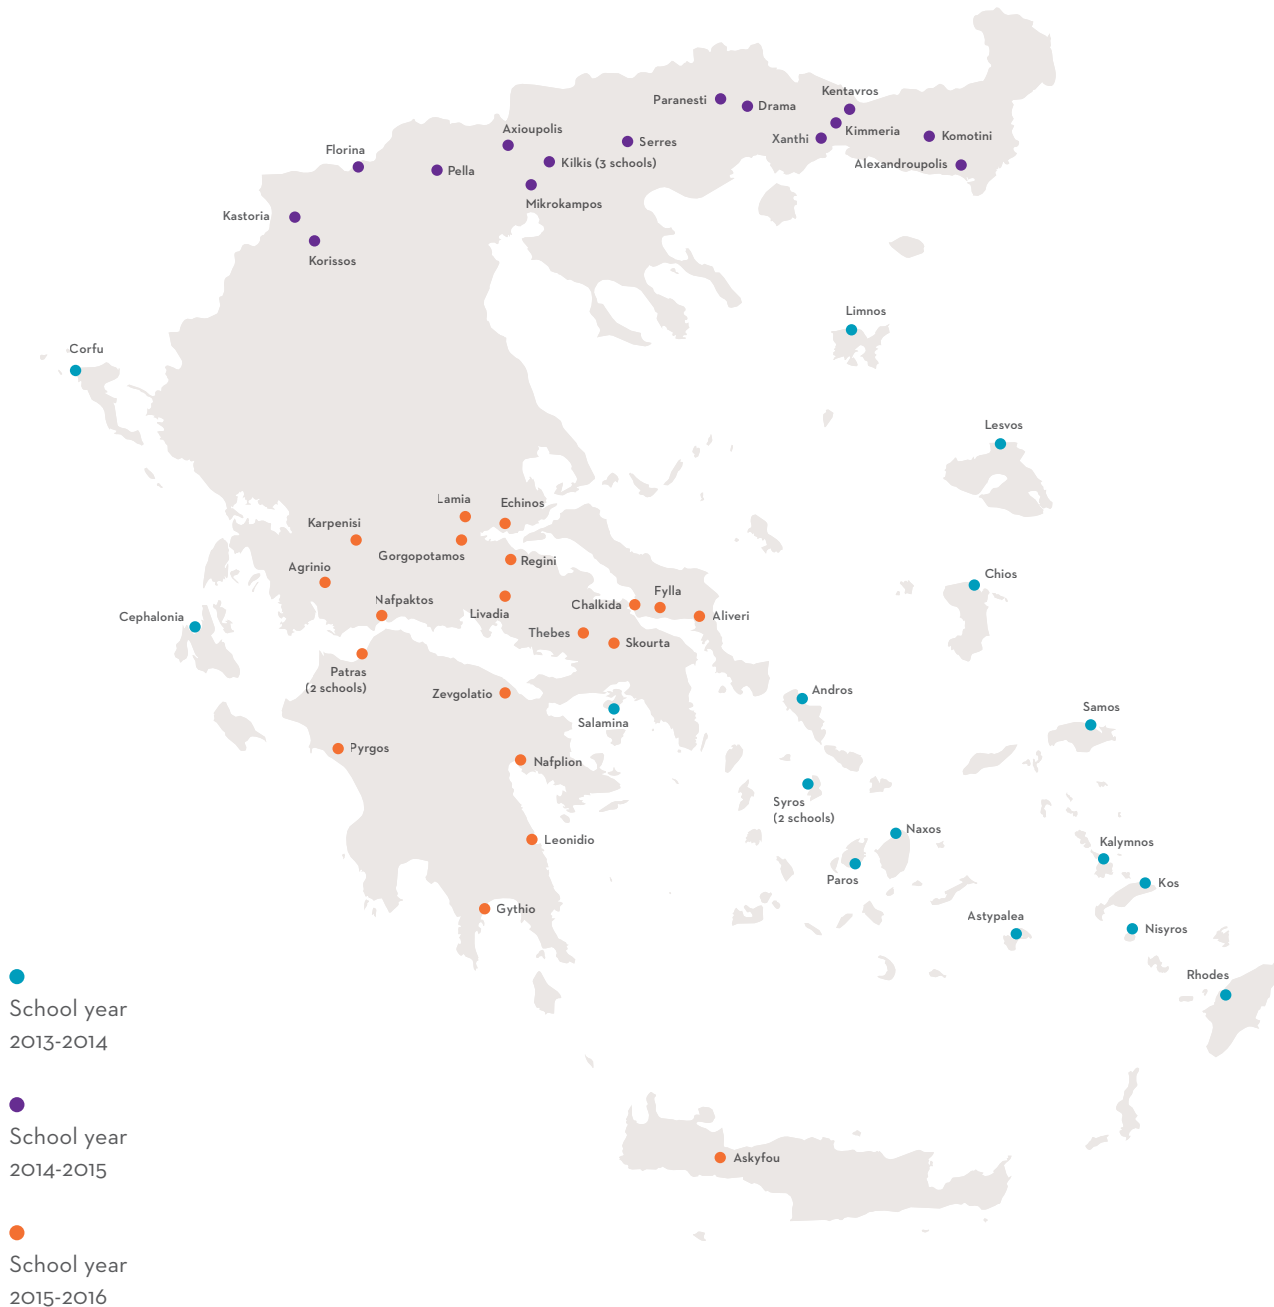 Kentavros
Paranesti
Drama
Axioupolis
Kimmeria
Xanthi
Komotini
Serres
Florina
Kilkis (3 schools)
Alexandroupolis
Pella
Mikrokampos
Kastoria
Korissos
Limnos
Corfu
Lesvos
Lamia
Echinos
Karpenisi
Gorgopotamos
Regini
Agrinio
Chios
Fylla
Nafpaktos
Chalkida
Livadia
Aliveri
Cephalonia
Thebes
Skourta
Patras
(2 schools)
Zevgolatio
Andros
Samos
Salamina
Pyrgos
Nafplion
Syros
(2 schools)
Naxos
Leonidio
Kalymnos
Paros
Kos
Gythio
Astypalea
Nisyros
Rhodes
School year
2013-2014
School year
2014-2015
Askyfou
School year
2015-2016